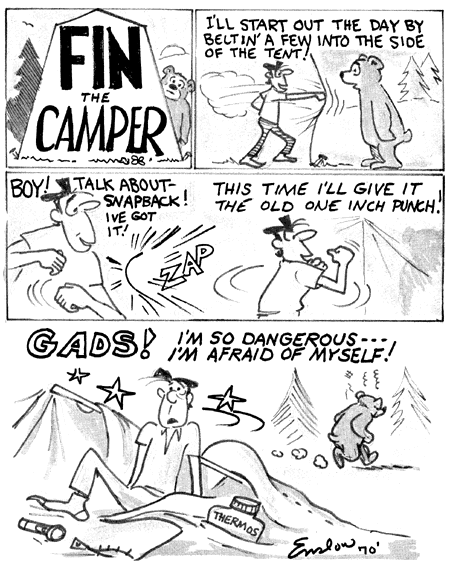 FIN
THE
CAMPER
I'LL START OUT THE DAY BY
BELTIN' A FEW INTO THE SIDE
OF THE TENT!
BOY! TALK ABOUT-
SNAPBACK!
I'VE GOT
IT!
ZAP
THIS TIME I'LL GIVE IT
THE OLD ONE INCH PUNCH!
GADS! I'M SO DANGEROUS---
I'M AFRAID OF MYSELF!
THERMOS
Enslow 70'